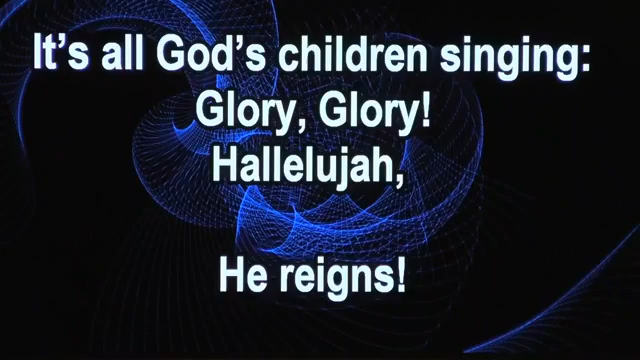 It's all God's children singing:
Glory, Glory!
Hallelujah,
He reigns!